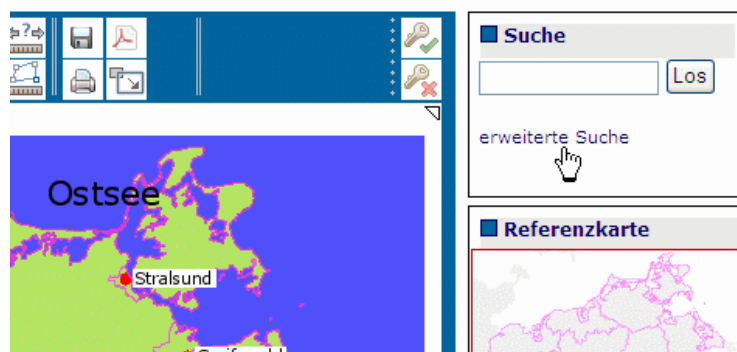 Suche
Los
erweiterte Suche
Ostsee
Stralsund
Referenzkarte